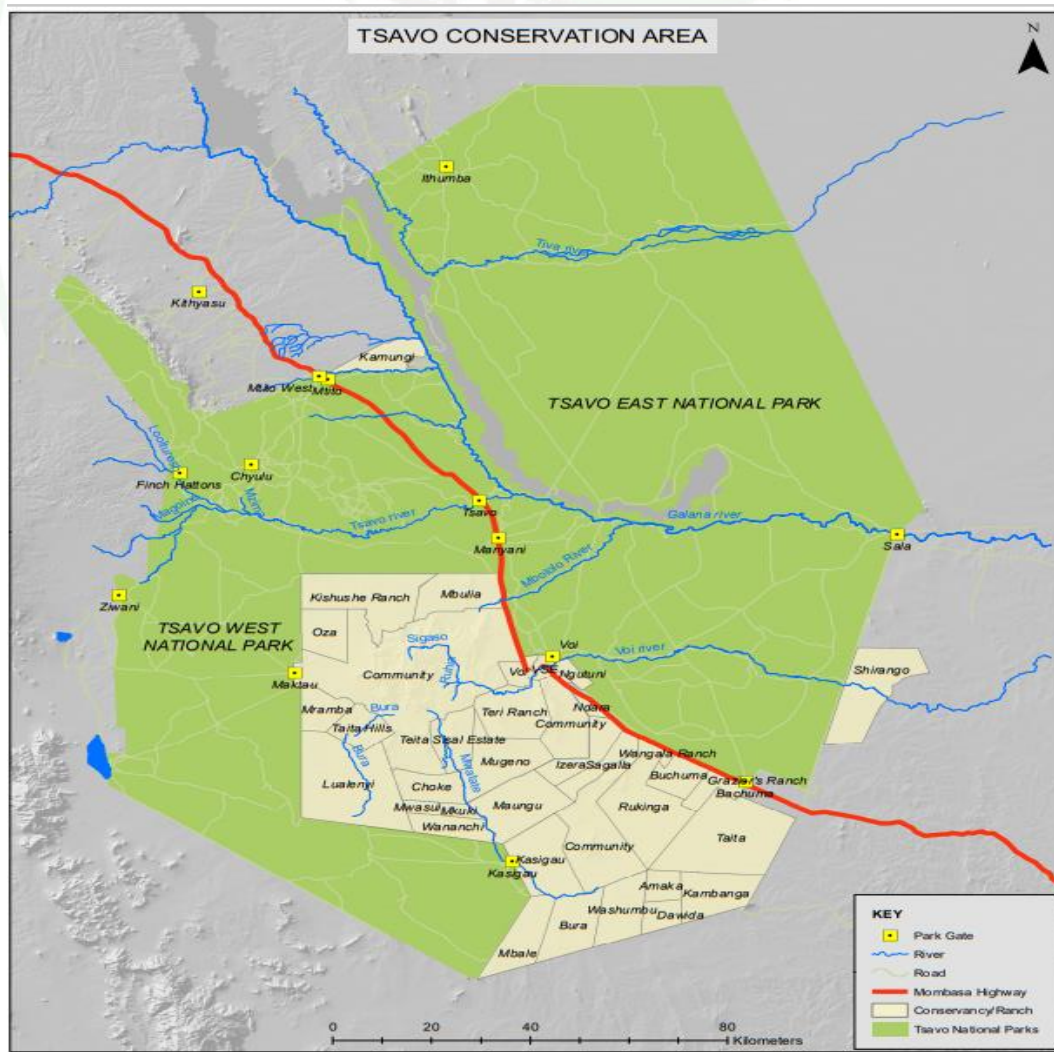 TSAVO CONSERVATION AREA
N
Ithumba
Tiva river
Kithyasu
Kamungi
Mtito West
Mtito
TSAVO EAST NATIONAL PARK
Finch Hattons
Chyulu
Mzima
Tsavo
Tsavo river
Galana river
Manyani
Sala
Mbololo River
Ziwani
TSAVO WEST
NATIONAL PARK
Kishushe Ranch
Mbulia
Oza
Sigaso
Voi
Voi river
VSE
Ngutuni
Shirango
Maktau
Community
Mramba
Bura
Ndara
Teri Ranch
Community
Taita Hills
Teita Sisal Estate
Bura
Mwatate
Wangala Ranch
Mugeno
Izera
Sagalla
Buchuma
Grazier's Ranch
Bachuma
Lualenyi
Choke
Maungu
Rukinga
Mwasui
Mkuki
Wananchi
Taita
Community
Kasigau
Kasigau
Amaka
Kambanga
Washumbu
Dawida
Bura
Mbale
KEY
Park Gate
River
Road
Mombasa Highway
Conservancy/Ranch
Tsavo National Parks
0 20 40 60 80
Kilometers